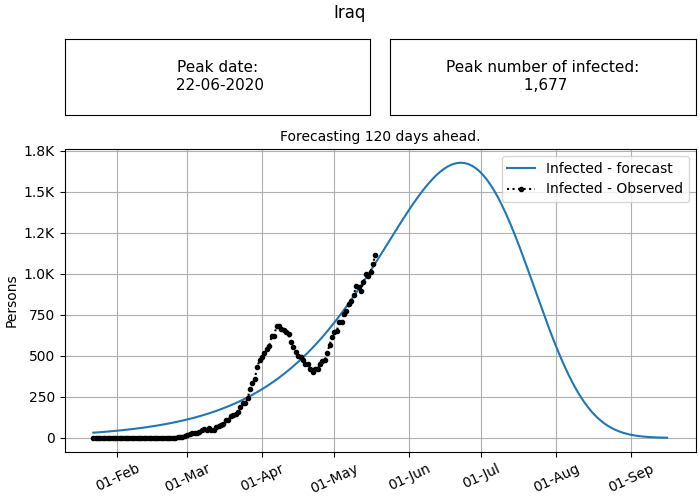 Iraq
Peak date:
22-06-2020
Peak number of infected:
1,677
Forecasting 120 days ahead.
1.8K
1.5K
1.2K
1.0K
750
500
250
0
Persons
Infected - forecast
Infected - Observed
01-Feb
01-Mar
01-Apr
01-May
01-Jun
01-Jul
01-Aug
01-Sep